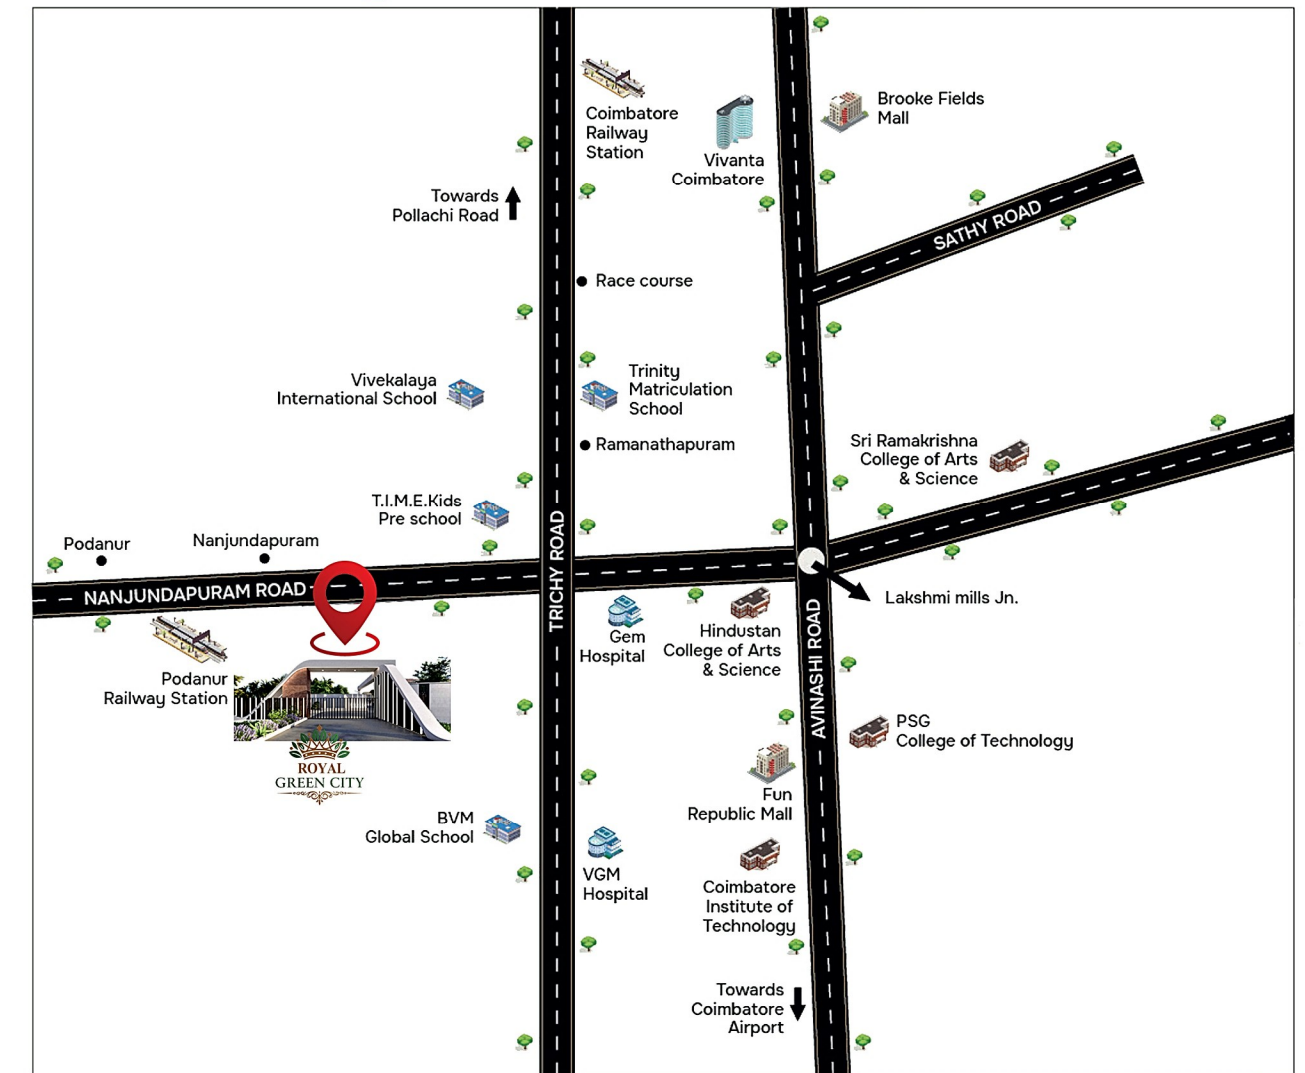 Coimbatore
Railway
Station
Vivanta
Coimbatore
Brooke Fields
Mall
Towards
Pollachi Road
SATHY ROAD
Race course
Vivekalaya
International School
Trinity
Matriculation
School
Ramanathapuram
Sri Ramakrishna
College of Arts
& Science
T.I.M.E.Kids
Pre school
Podanur
Nanjundapuram
NANJUNDAPURAM ROAD
TRICHY ROAD
Lakshmi mills Jn.
AVINASHI ROAD
Gem
Hospital
Hindustan
College of Arts
& Science
Podanur
Railway Station
ROYAL
GREEN CITY
PSG
College of Technology
Fun
Republic Mall
BVM
Global School
VGM
Hospital
Coimbatore
Institute of
Technology
Towards
Coimbatore
Airport